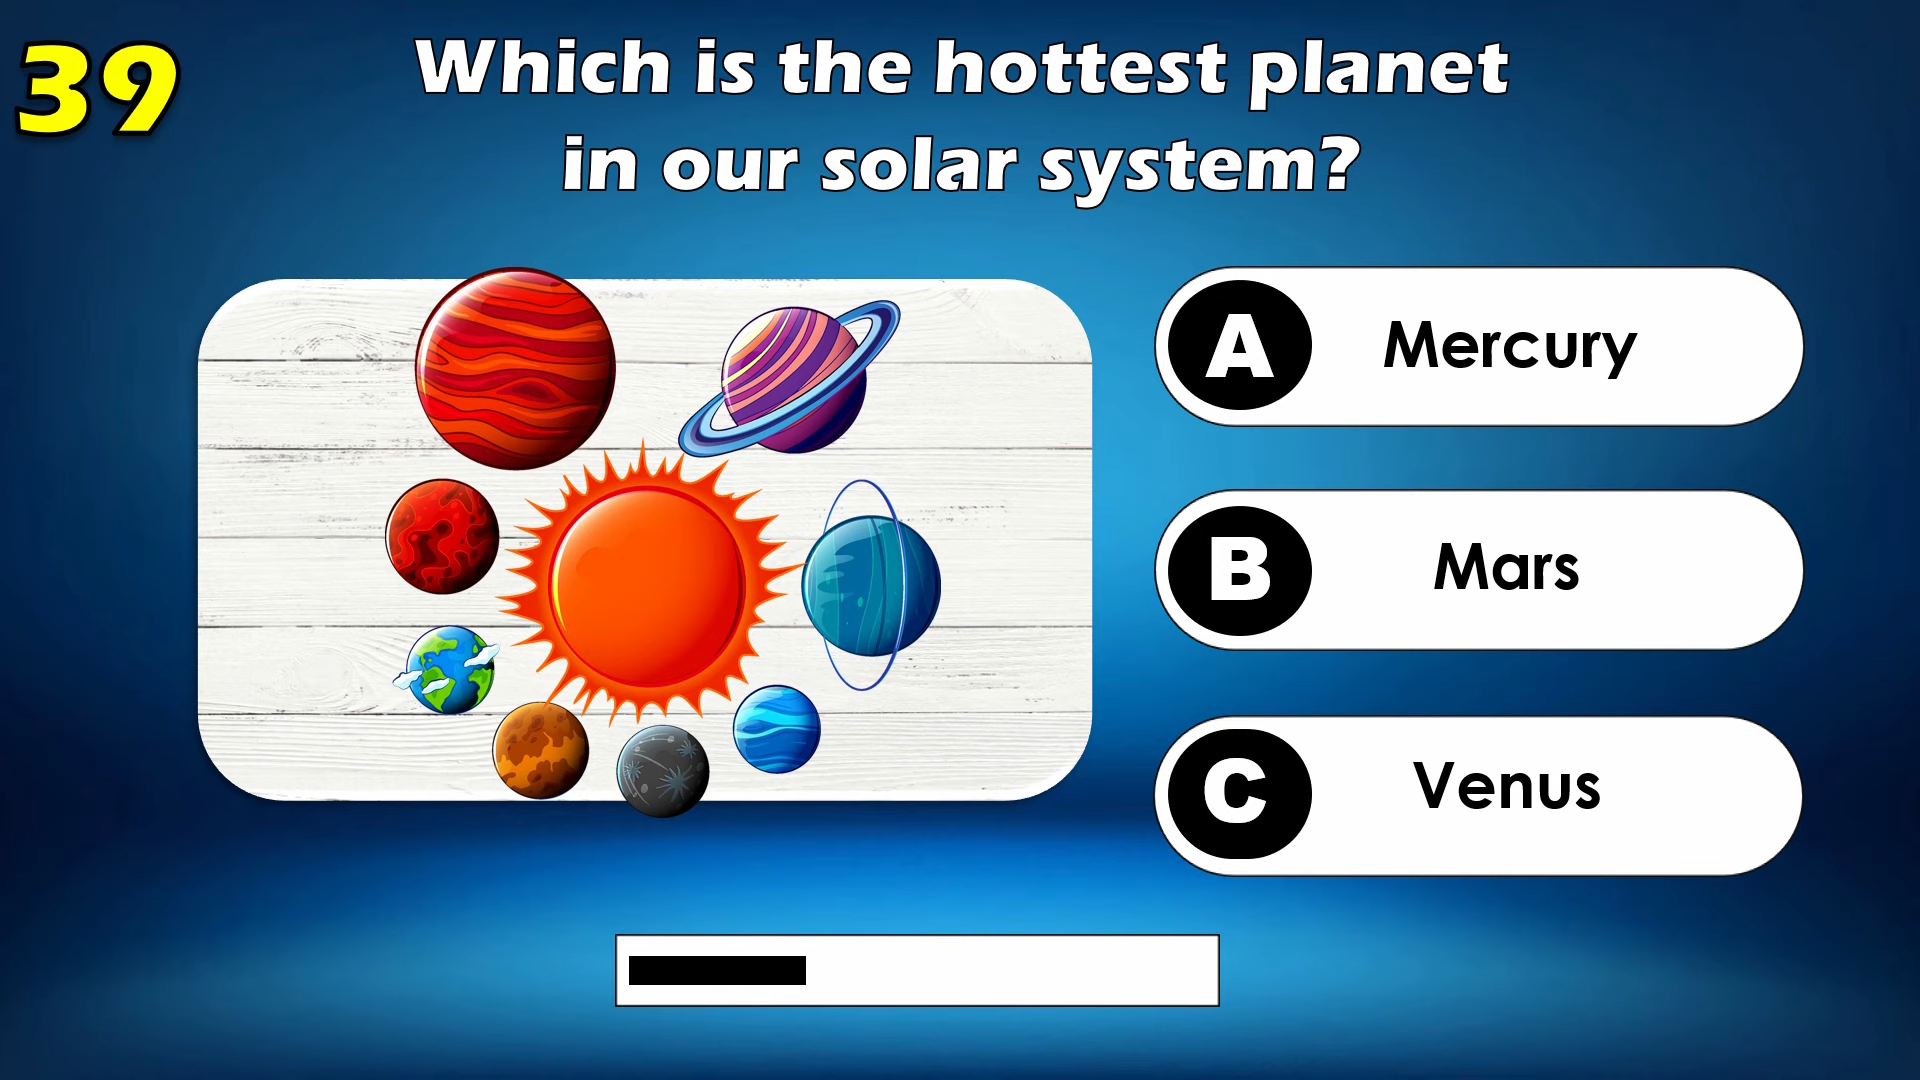 39
Which is the hottest planet
in our solar system?
A Mercury
B Mars
C Venus